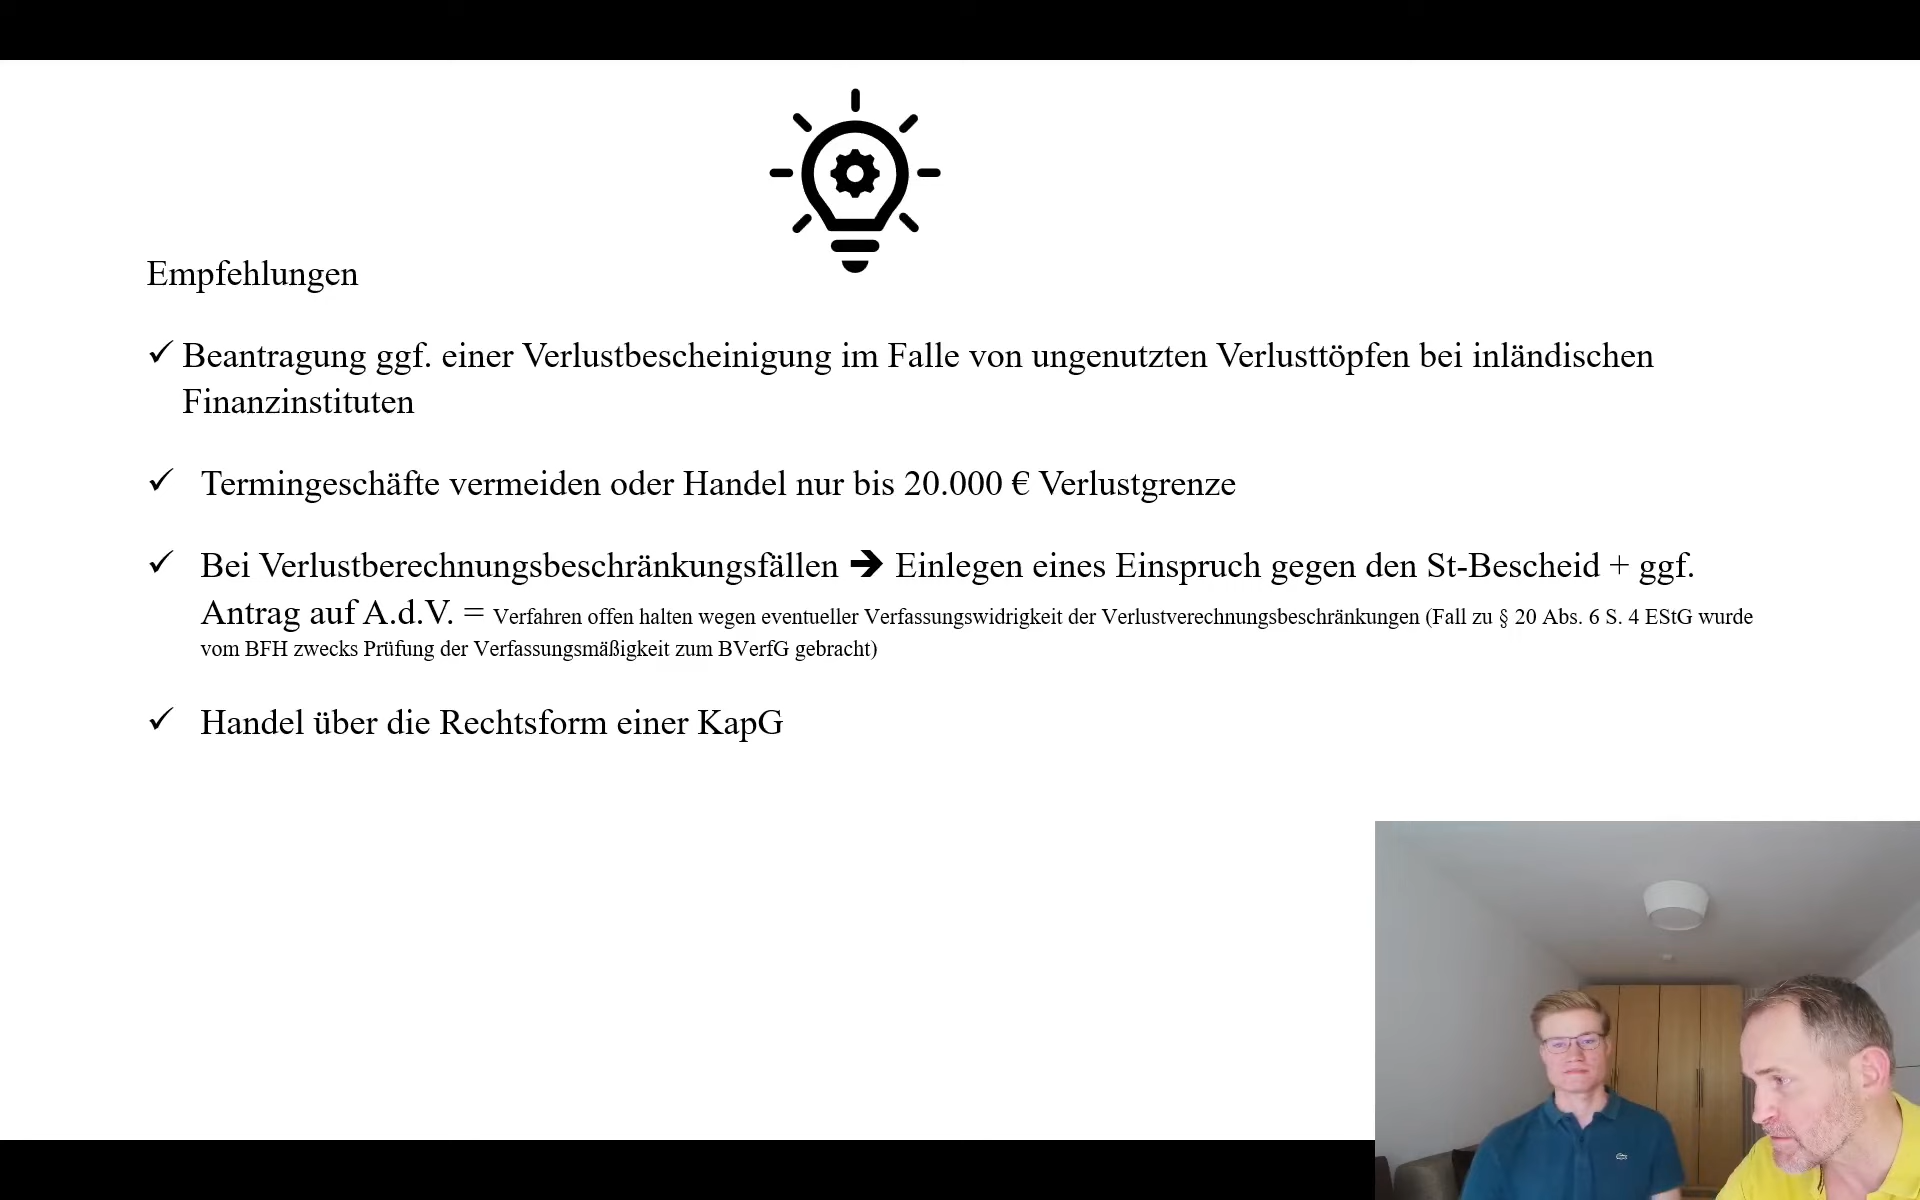 Empfehlungen
✓ Beantragung ggf. einer Verlustbescheinigung im Falle von ungenutzten Verlusttöpfen bei inländischen
Finanzinstituten
✓ Termingeschäfte vermeiden oder Handel nur bis 20.000 € Verlustgrenze
✓ Bei Verlustberechnungsbeschränkungsfällen ➔ Einlegen eines Einspruch gegen den St-Bescheid + ggf.
Antrag auf A.d.V. = Verfahren offen halten wegen eventueller Verfassungswidrigkeit der Verlustverechnungsbeschränkungen (Fall zu § 20 Abs. 6 S. 4 EStG wurde
vom BFH zwecks Prüfung der Verfassungsmäßigkeit zum BVerfG gebracht)
✓ Handel über die Rechtsform einer KapG